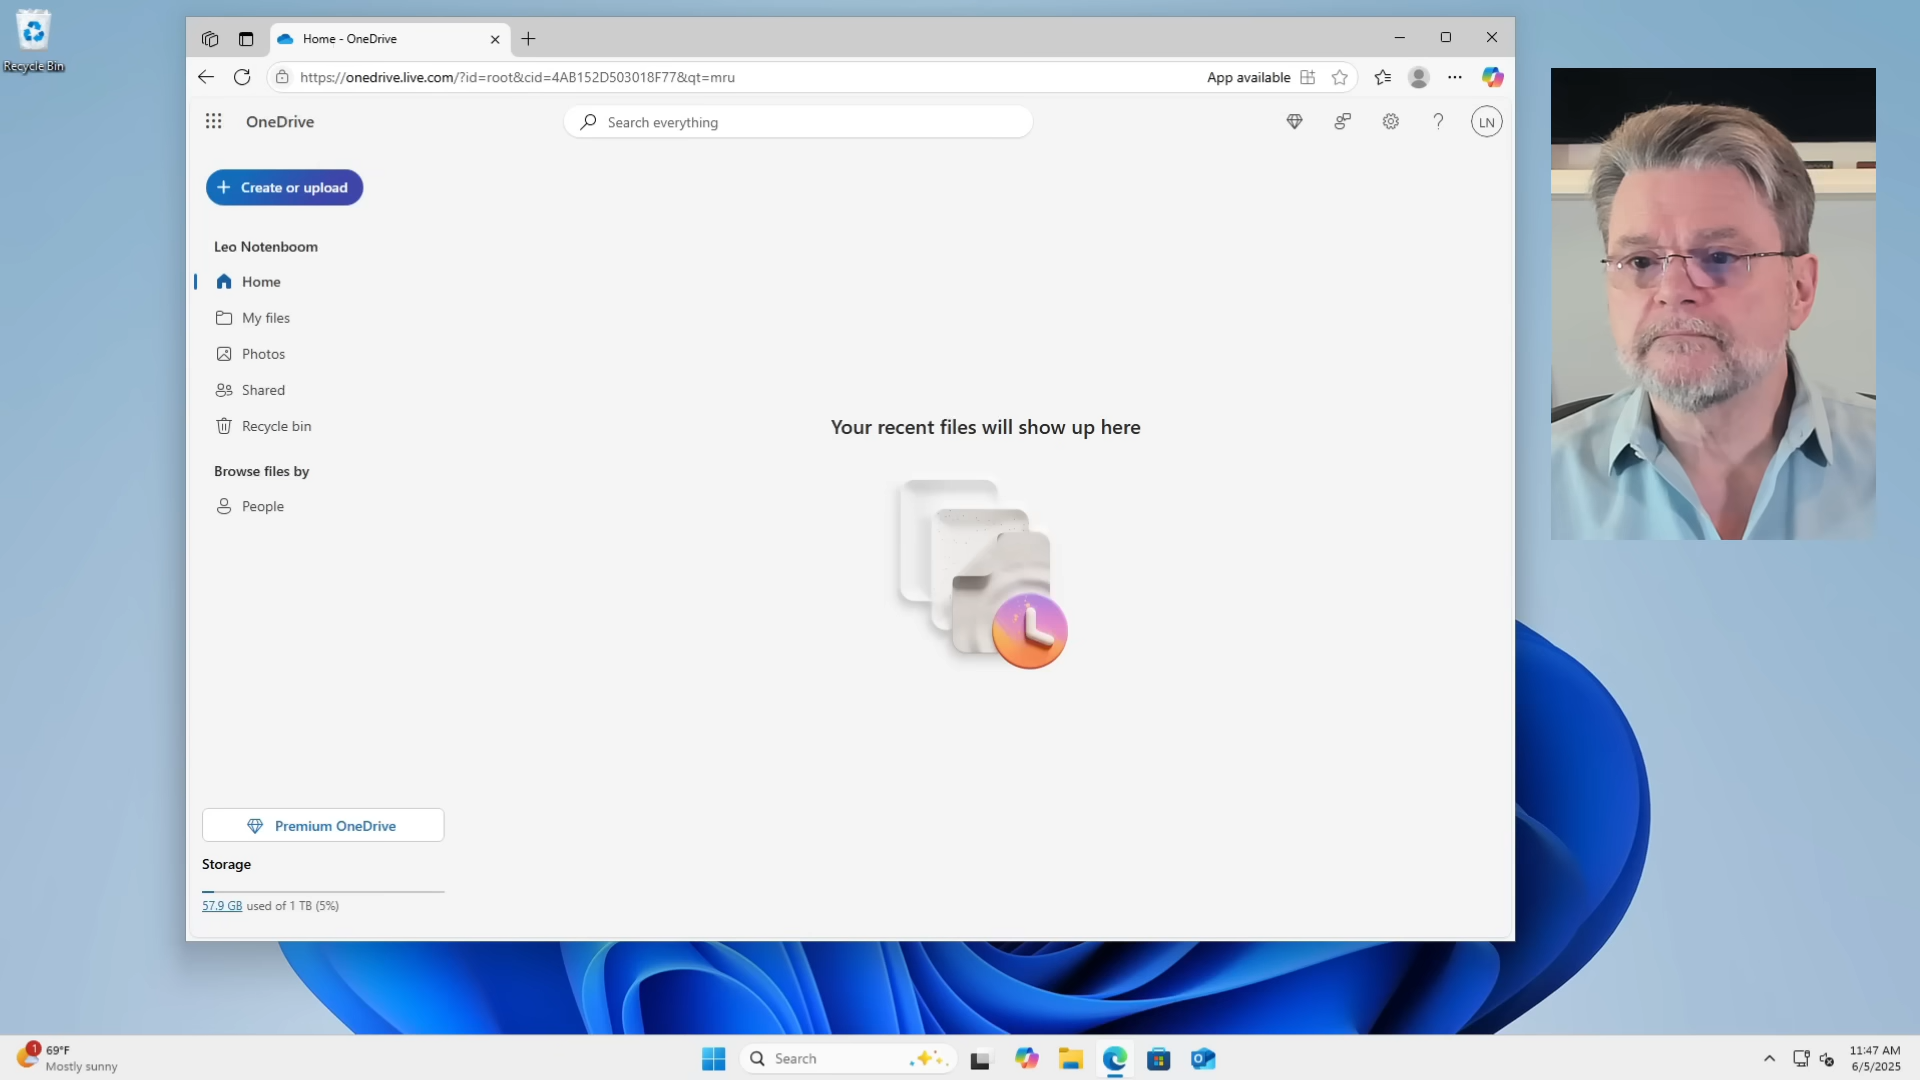 Recycle Bin
Home - OneDrive
https://onedrive.live.com/?id=root&cid=4AB152D503018F77&qt=mru
App available
OneDrive
Search everything
LN
Create or upload
Leo Notenboom
Home
My files
Photos
Shared
Recycle bin
Browse files by
People
Your recent files will show up here
Premium OneDrive
Storage
57.9 GB used of 1 TB (5%)
1
69°F
Mostly sunny
Search
11:47 AM
6/5/2025